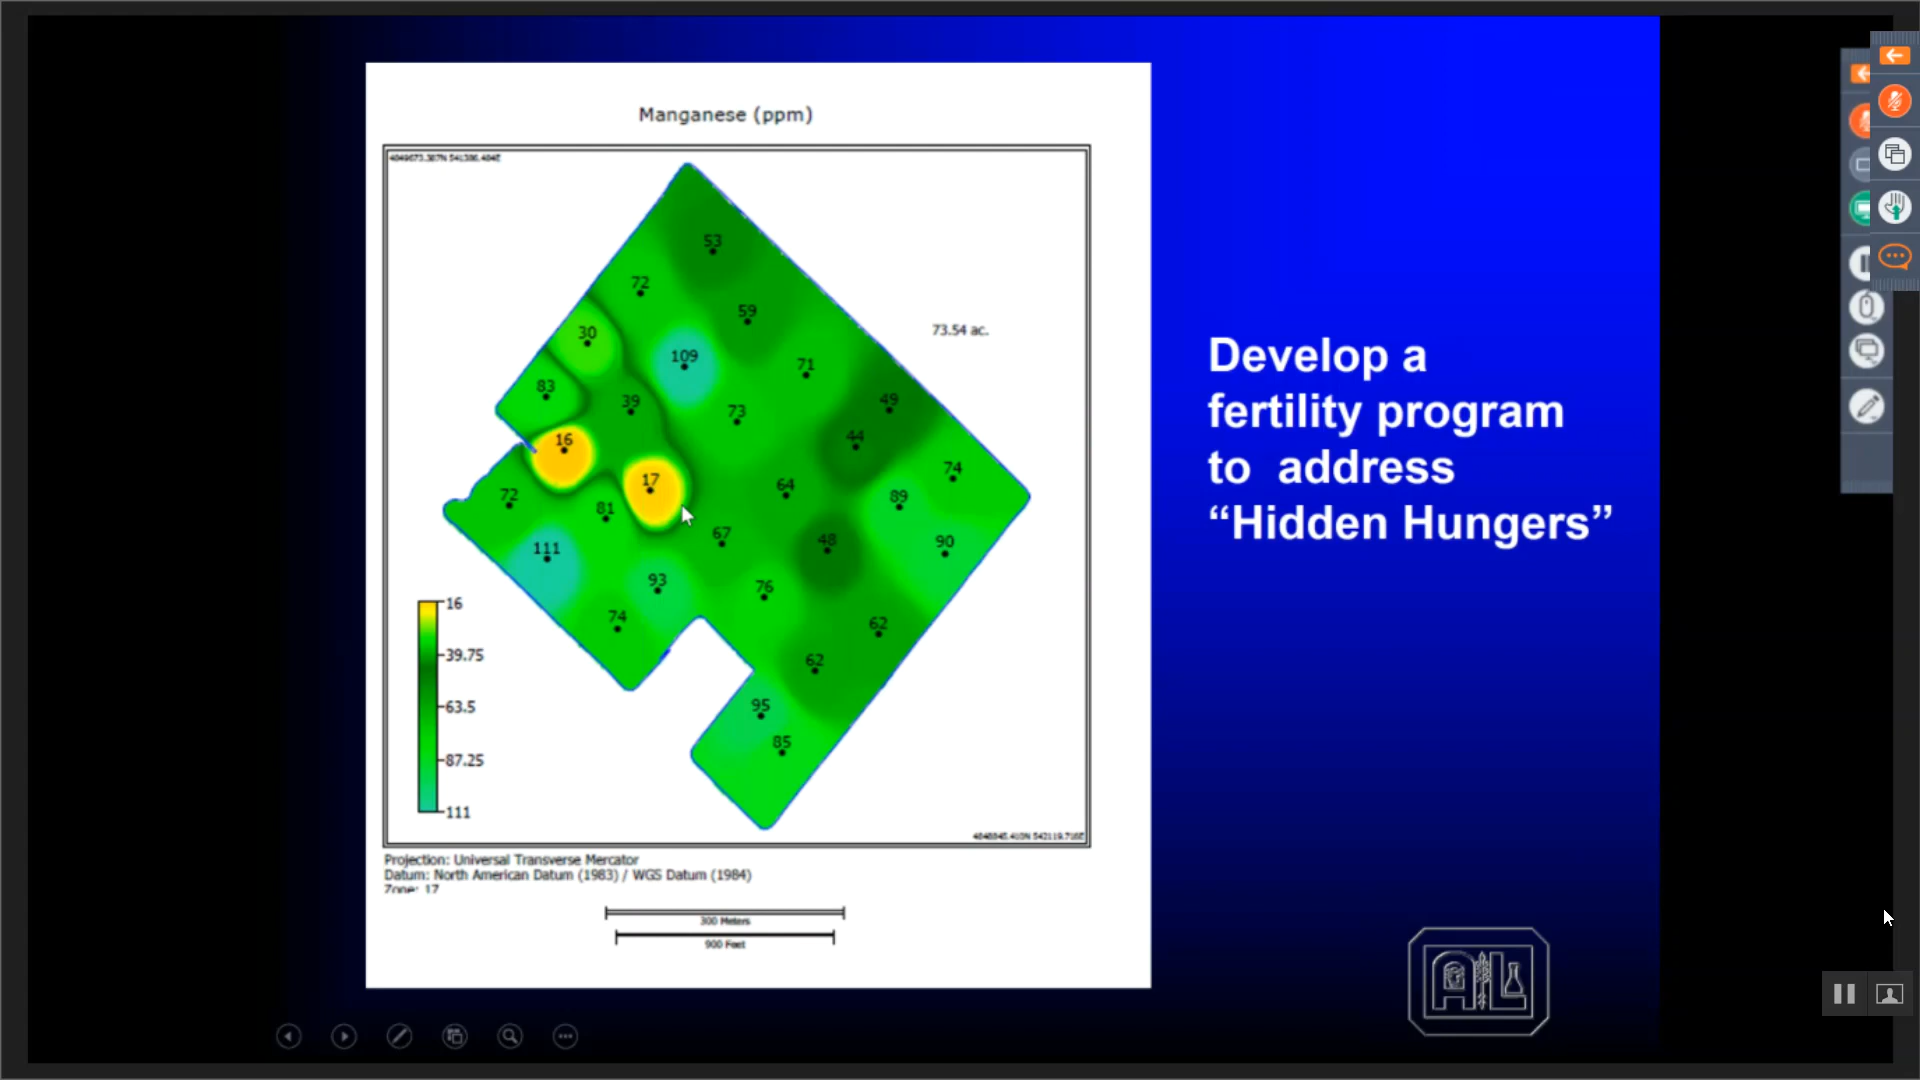 Manganese (ppm)
53
72
59
30
109
71
83
39
73
49
16
44
17
74
72
81
64
89
111
67
48
90
93
76
74
62
62
95
85
73.54 ac.
16
39.75
63.5
87.25
111
Projection: Universal Transverse Mercator
Datum: North American Datum (1983) / WGS Datum (1984)
Zone: 17
300 Meters
900 Feet
Develop a
fertility program
to address
“Hidden Hungers”
AL